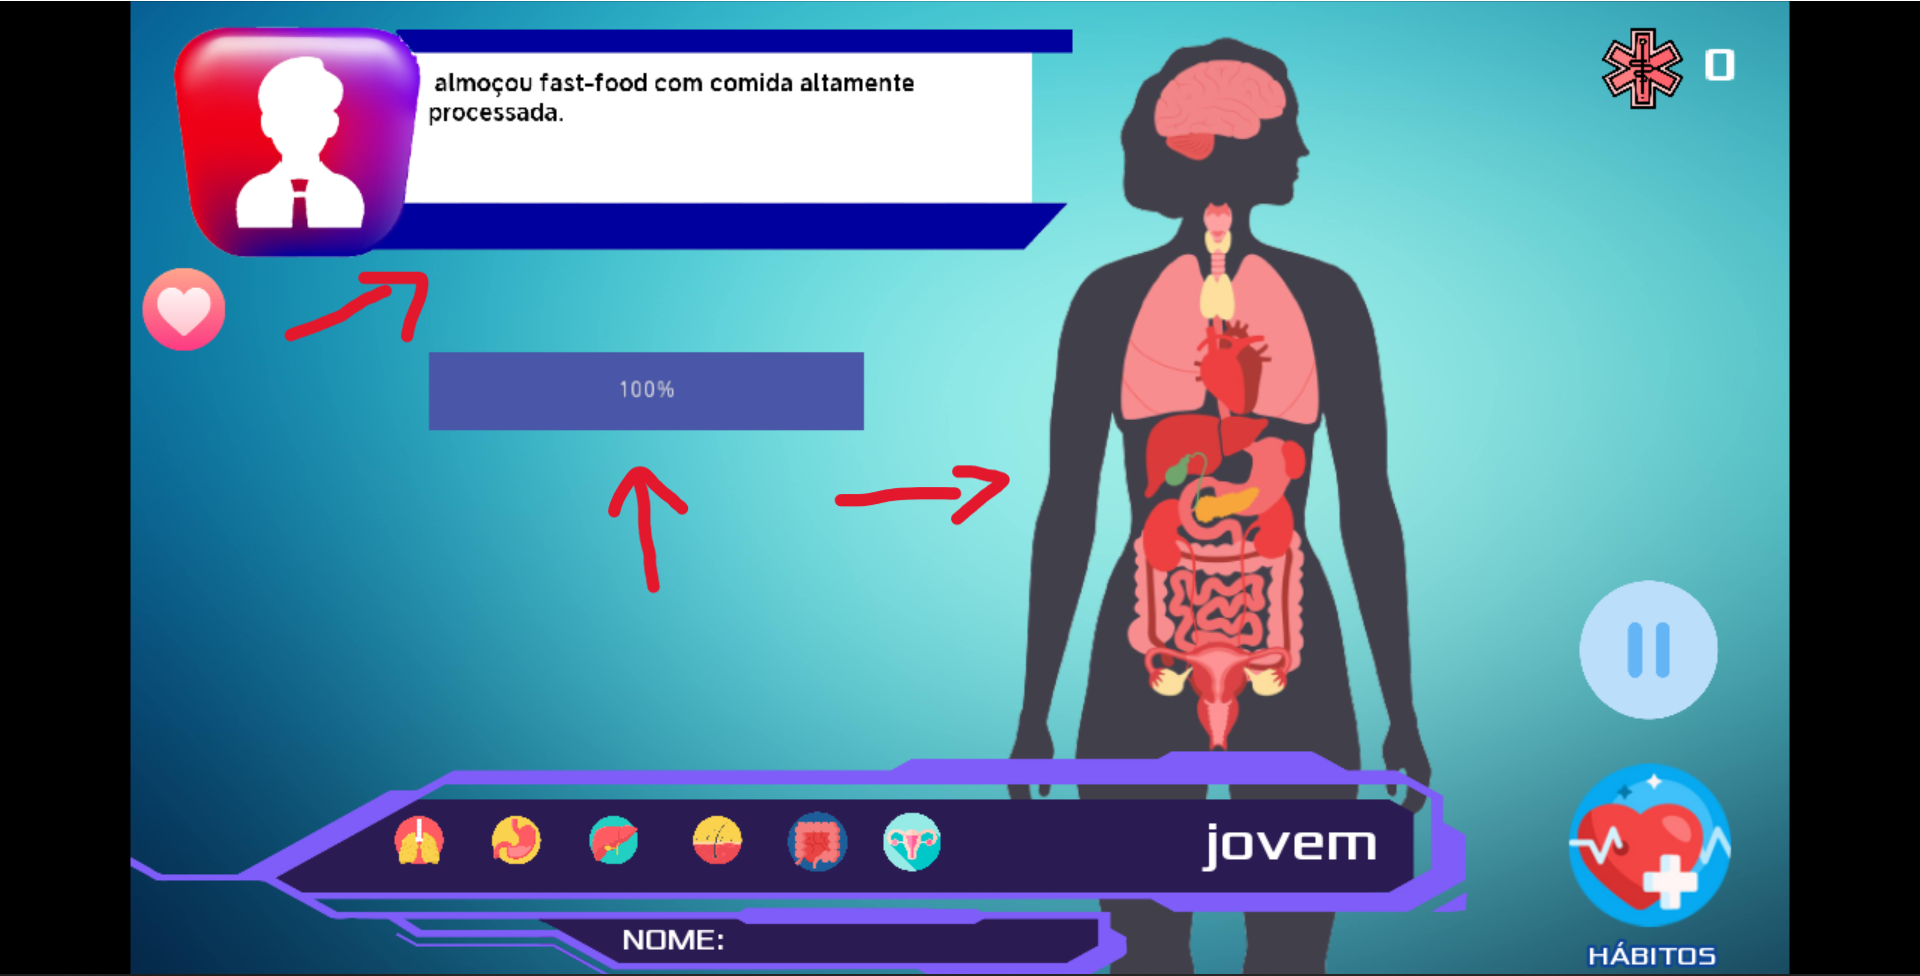 almoçou fast-food com comida altamente
processada.
0
100%
jovem
NOME:
HÁBITOS